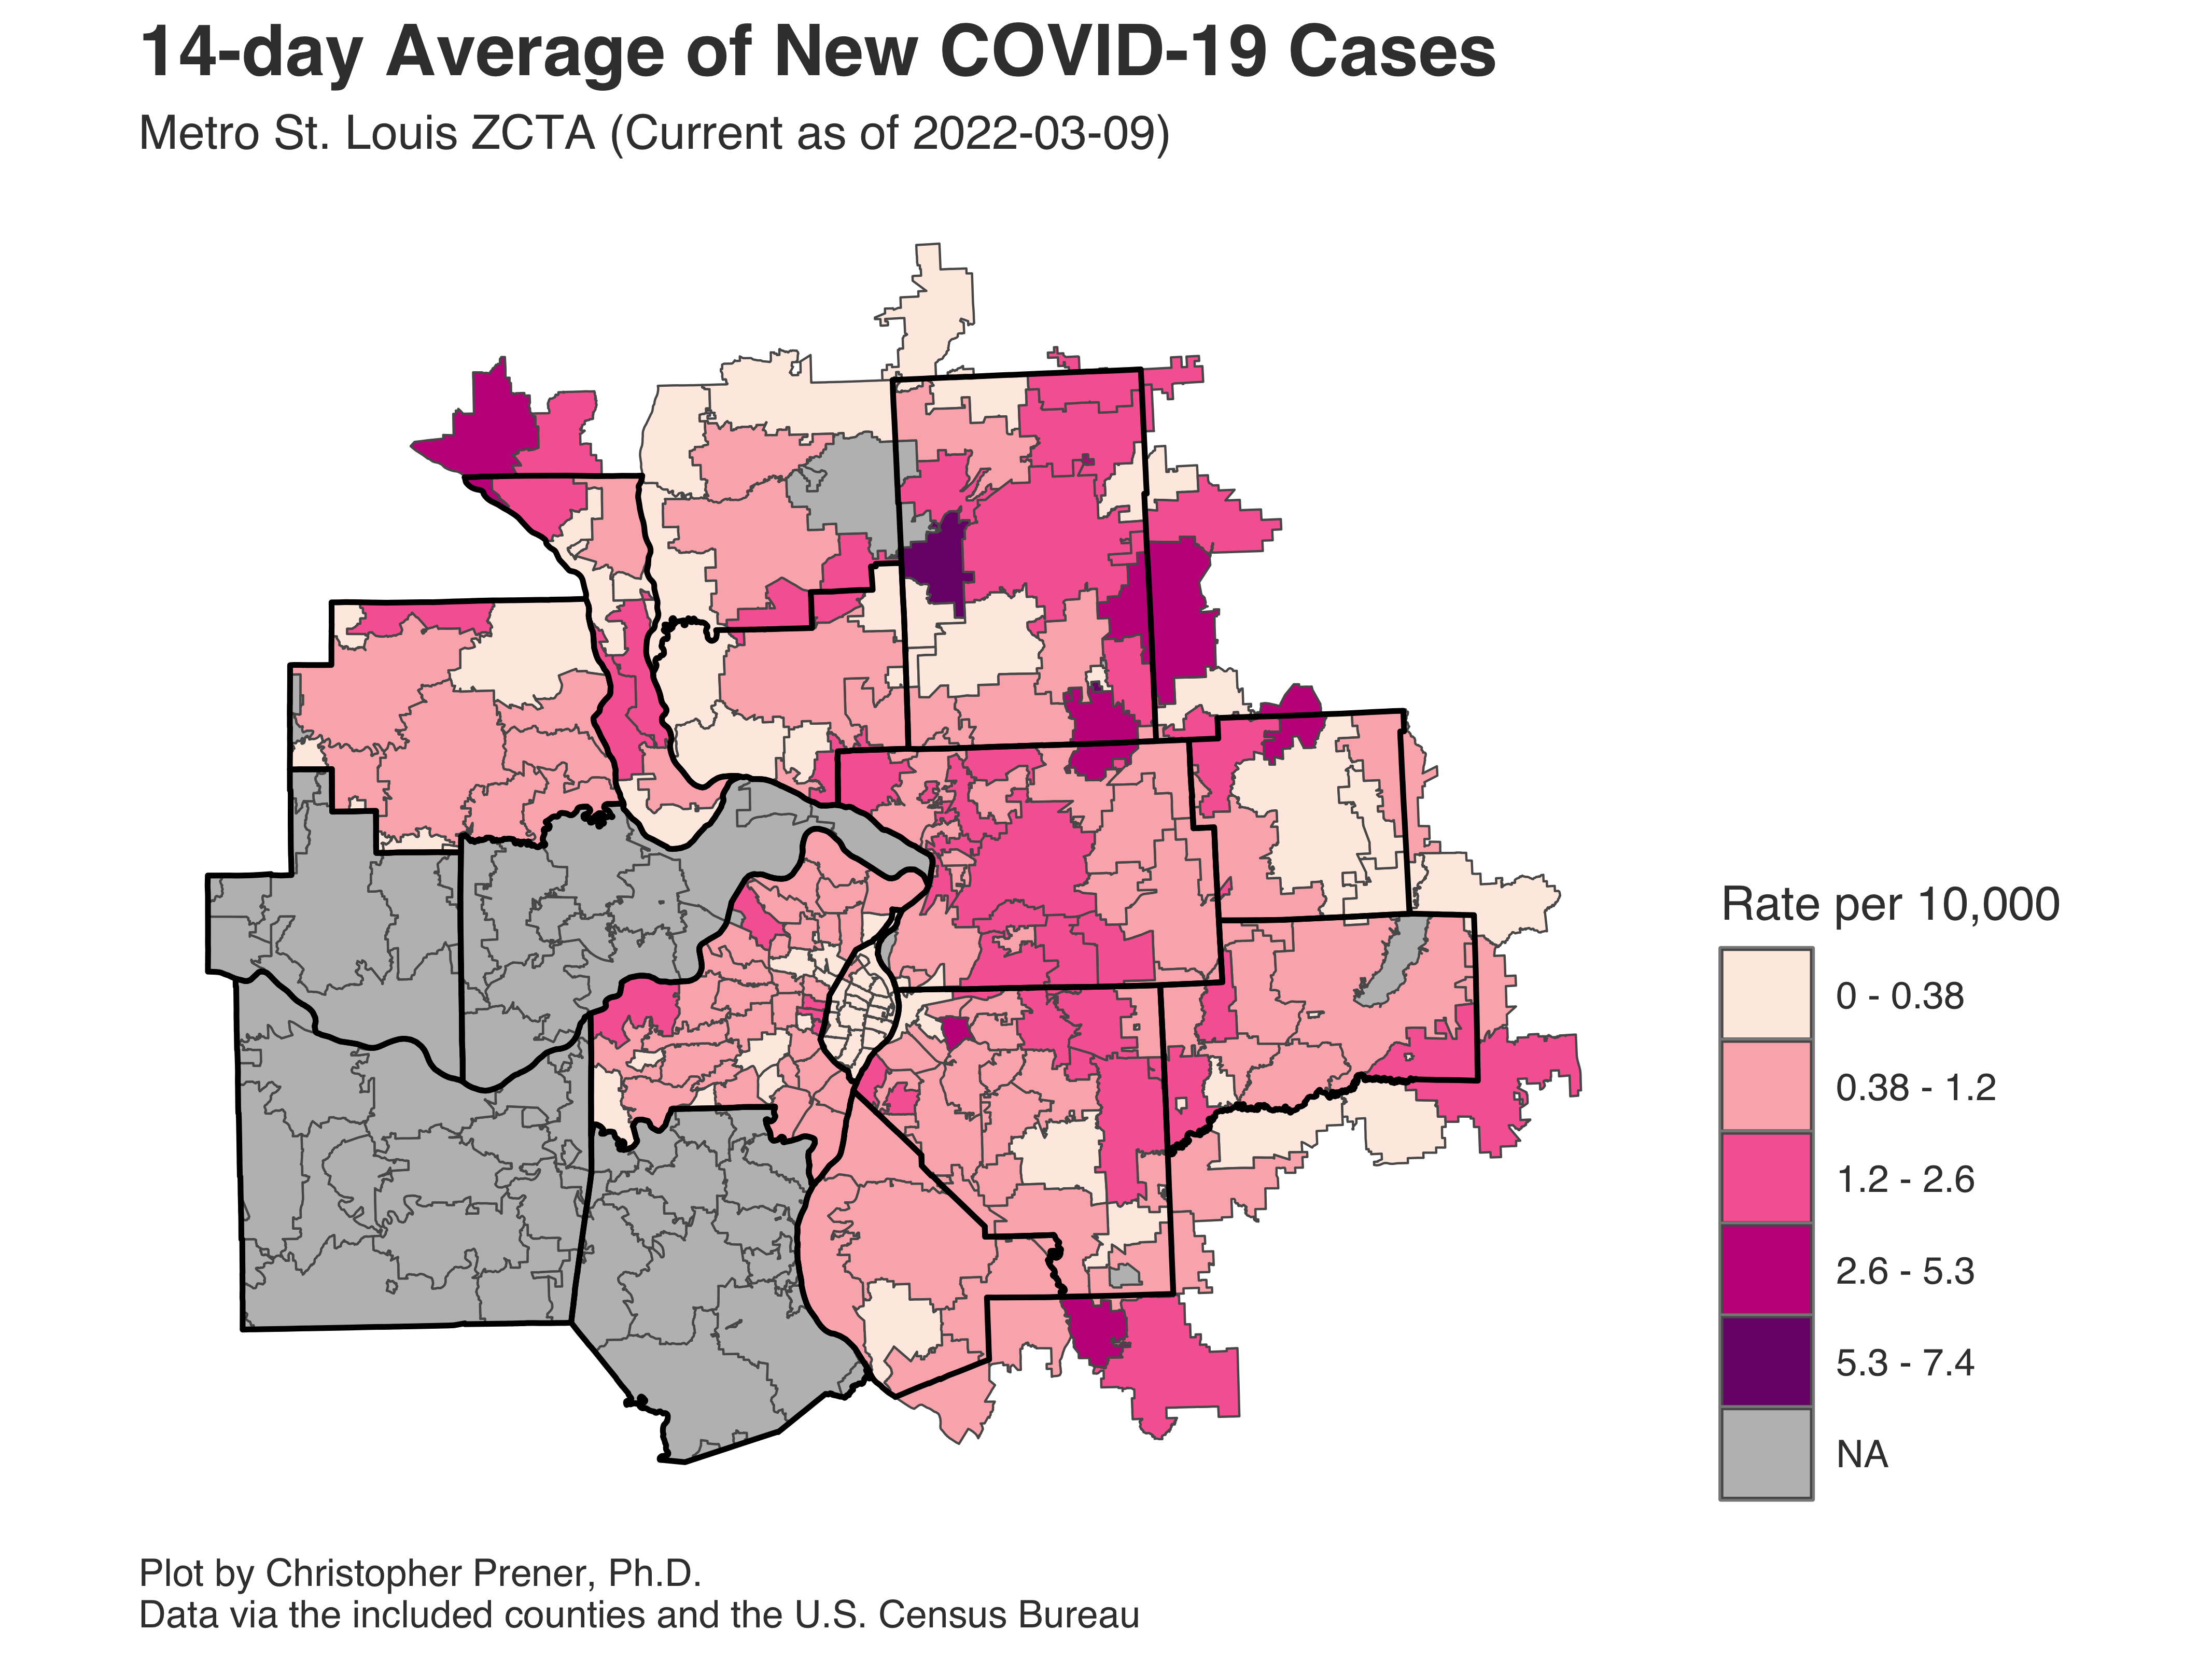 14-day Average of New COVID-19 Cases
Metro St. Louis ZCTA (Current as of 2022-03-09)
Rate per 10,000
0 - 0.38
0.38 - 1.2
1.2 - 2.6
2.6 - 5.3
5.3 - 7.4
NA
Plot by Christopher Prener, Ph.D.
Data via the included counties and the U.S. Census Bureau